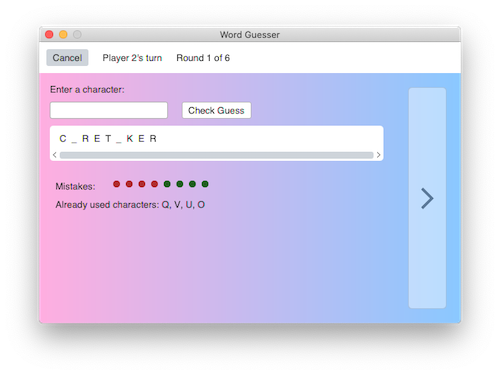 Word Guesser
Cancel Player 2's turn Round 1 of 6
Enter a character:
Check Guess
C _ R E T _ K E R
Mistakes:
Already used characters: Q, V, U, O